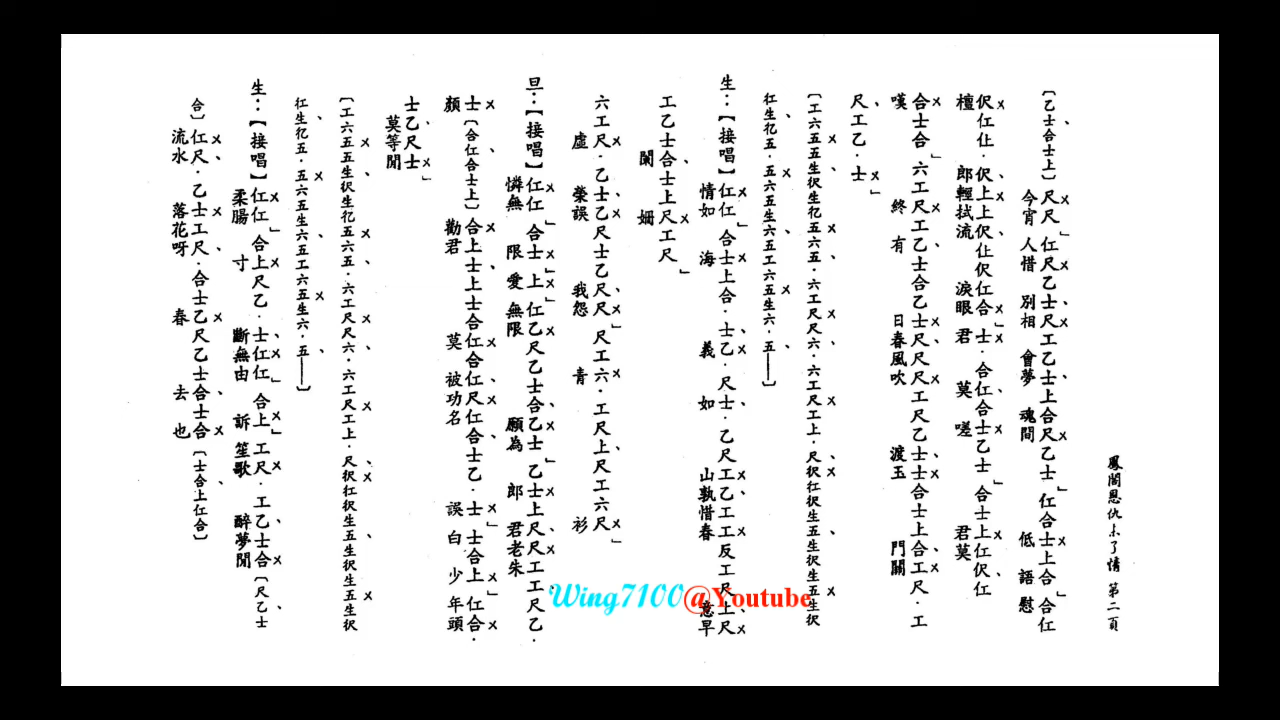 鳳閣恩仇未了情 第二頁
〔乙士合士上〕尺尺」仜尺乙士尺工乙士上合尺乙士」仜合士上合」合仜
今宵 人惜 別相 會夢 魂間 低 語 慰
伬仜仩·伬上上伬仩伬仜合」士·合仜合士乙士」合士上仜伬仜
檀 郎輕拭流 淚眼 君 莫 嗟 君莫
合士合」六工尺工乙士合乙士尺尺尺工尺乙士士合士上合工尺·工
嘆 終 有 日春風吹 渡玉 門關
尺工乙·士」
〔工六五五生伬生亿五六五·六工尺尺六·六工尺工上·尺伬仜伬生五生伬生五生伬
仜生亿五·五六五生六五工六五生六·五——〕
生:【接唱】仜仜」合士上合·士乙·尺士·乙尺工乙工工反工尺上尺
情如 海 義 如 山孰惜春 意早
工乙士合士上尺工尺」
闌 姍
六工尺·乙士乙尺士乙尺尺」尺工六·工尺上尺工六尺」
虛 榮誤 我怨 青 衫
旦:【接唱】仜仜 合士」上」仜乙尺乙士合乙士」乙士上尺尺工工尺乙·
憐無 限 愛 無限 願為 郎 君老朱
士〔合仜合士上〕合上士上士合仜合仜尺仜合士乙·士」士合上」仜合·
顏 勸君 莫 被功名 誤 白 少 年頭
士乙尺士」
莫等閒
〔工六五五生伬生亿五六五·六工尺尺六·六工尺工上·尺伬仜伬生五生伬生五生伬
仜生亿五·五六五生六五工六五生六·五——〕
生:【接唱】仜仜」合上尺乙·士仜仜」合上」工尺·工乙士合〔尺乙士
柔腸 寸 斷無由 訴 笙歌 醉夢閒
合〕仜尺·乙士工尺·合士乙尺乙士合士合〔士合上仜合〕
流水 落花呀 春 去 也
Wing7100@Youtube